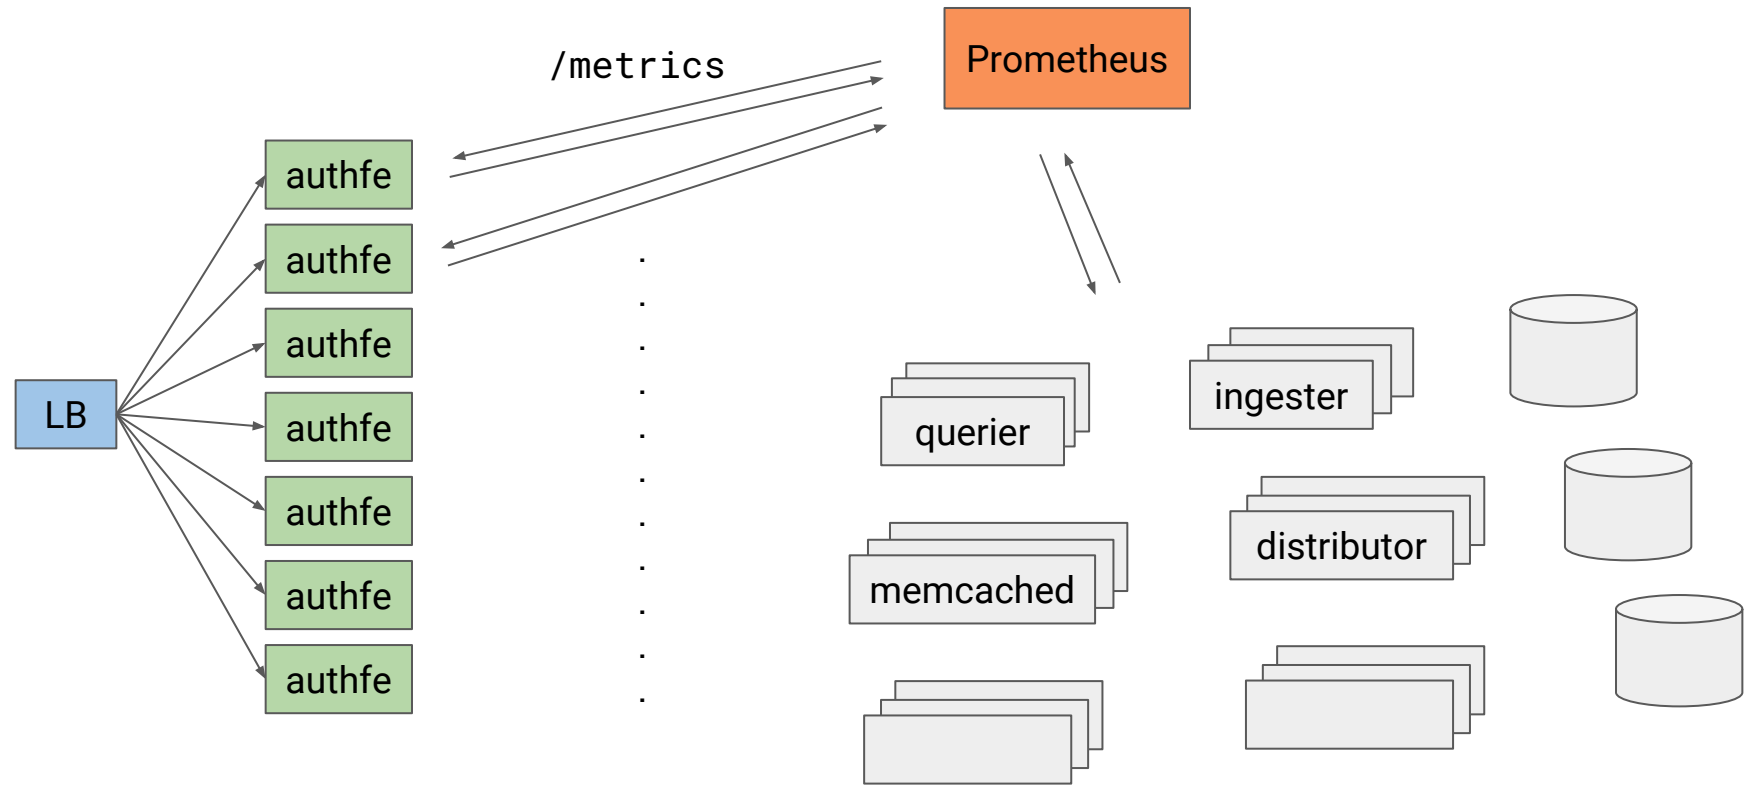 /metrics
Prometheus
authfe
authfe
authfe
authfe
authfe
authfe
authfe
LB
querier
ingester
memcached
distributor